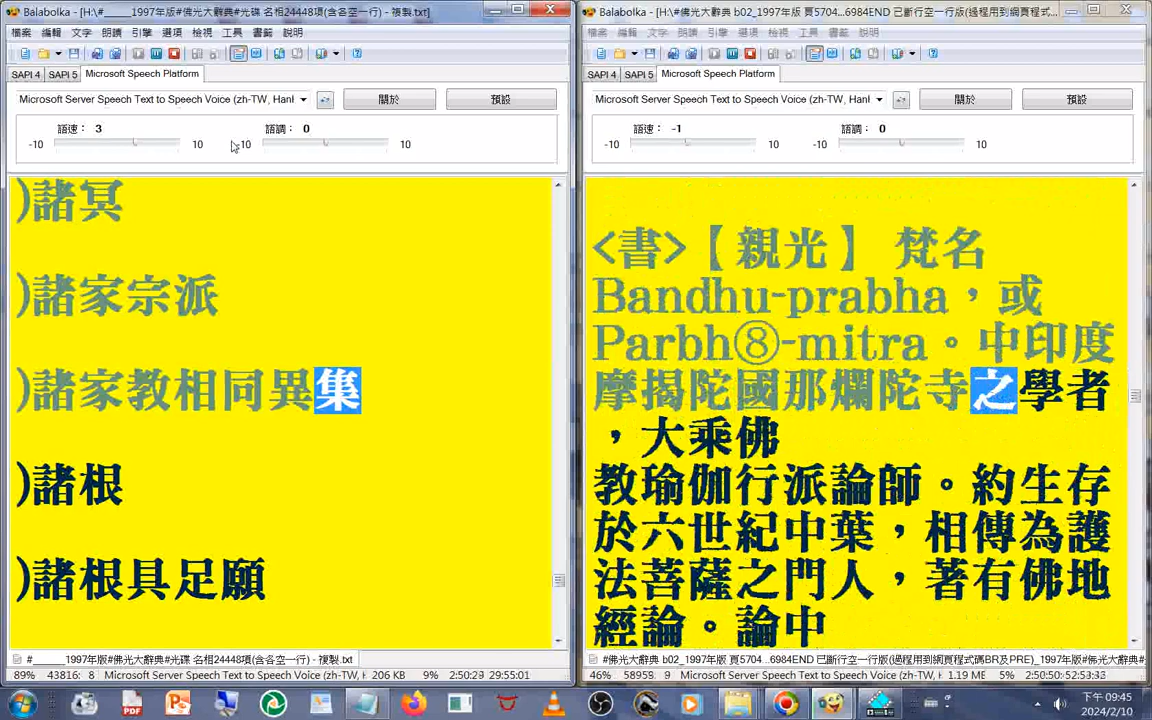 Balabolka - [H:\#_____1997年版#佛光大辭典#光碟 名相24448項(含各空一行) - 複製.txt]
檔案 編輯 文字 朗讀 引擎 選項 檢視 工具 書籤 說明
SAPI 4 SAPI 5 Microsoft Speech Platform
Microsoft Server Speech Text to Speech Voice (zh-TW, Hanl
關於 預設
語速： 3 語調： 0
-10 10 -10 10
)諸冥
)諸家宗派
)諸家教相同異集
)諸根
)諸根具足願
#_____1997年版#佛光大辭典#光碟 名相24448項(含各空一行) - 複製.txt
89% 43816: 8 Microsoft Server Speech Text to Speech Voice (zh-TW, H 206 KB 9% 2:50:23 29:55:01
Balabolka - [H:\#佛光大辭典 b02_1997年版 頁5704...6984END 已斷行空一行版(過程用到網頁程式...
檔案 編輯 文字 朗讀 引擎 選項 檢視 工具 書籤 說明
SAPI 4 SAPI 5 Microsoft Speech Platform
Microsoft Server Speech Text to Speech Voice (zh-TW, Hanl
關於 預設
語速： -1 語調： 0
-10 10 -10 10
<書>【親光】 梵名
Bandhu-prabha，或
Parbh⑧-mitra。中印度
摩揭陀國那爛陀寺之學者
，大乘佛
教瑜伽行派論師。約生存
於六世紀中葉，相傳為護
法菩薩之門人，著有佛地
經論。論中
#佛光大辭典 b02_1997年版 頁5704...6984END 已斷行空一行版(過程用到網頁程式碼BR及PRE)_1997年版#佛光大辭典#
46% 58958: 9 Microsoft Server Speech Text to Speech Voice (zh-TW, H 1.19 ME 5% 2:50:50 52:53:33
下午 09:45
2024/2/10